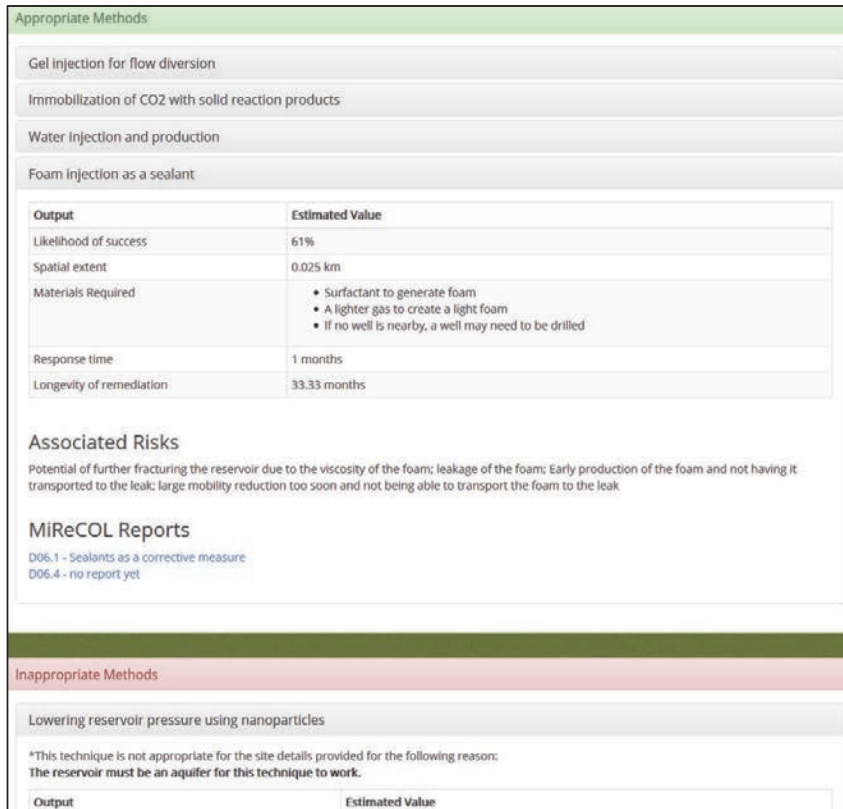 Appropriate Methods
Gel injection for flow diversion
Immobilization of CO2 with solid reaction products
Water injection and production
Foam injection as a sealant
Output Estimated Value
Likelihood of success 61%
Spatial extent 0.025 km
Materials Required • Surfactant to generate foam
• A lighter gas to create a light foam
• If no well is nearby, a well may need to be drilled
Response time 1 months
Longevity of remediation 33.33 months
Associated Risks
Potential of further fracturing the reservoir due to the viscosity of the foam; leakage of the foam; Early production of the foam and not having it
transported to the leak; large mobility reduction too soon and not being able to transport the foam to the leak
MiReCOL Reports
D06.1 - Sealants as a corrective measure
D06.4 - no report yet
Inappropriate Methods
Lowering reservoir pressure using nanoparticles
*This technique is not appropriate for the site details provided for the following reason:
The reservoir must be an aquifer for this technique to work.
Output Estimated Value